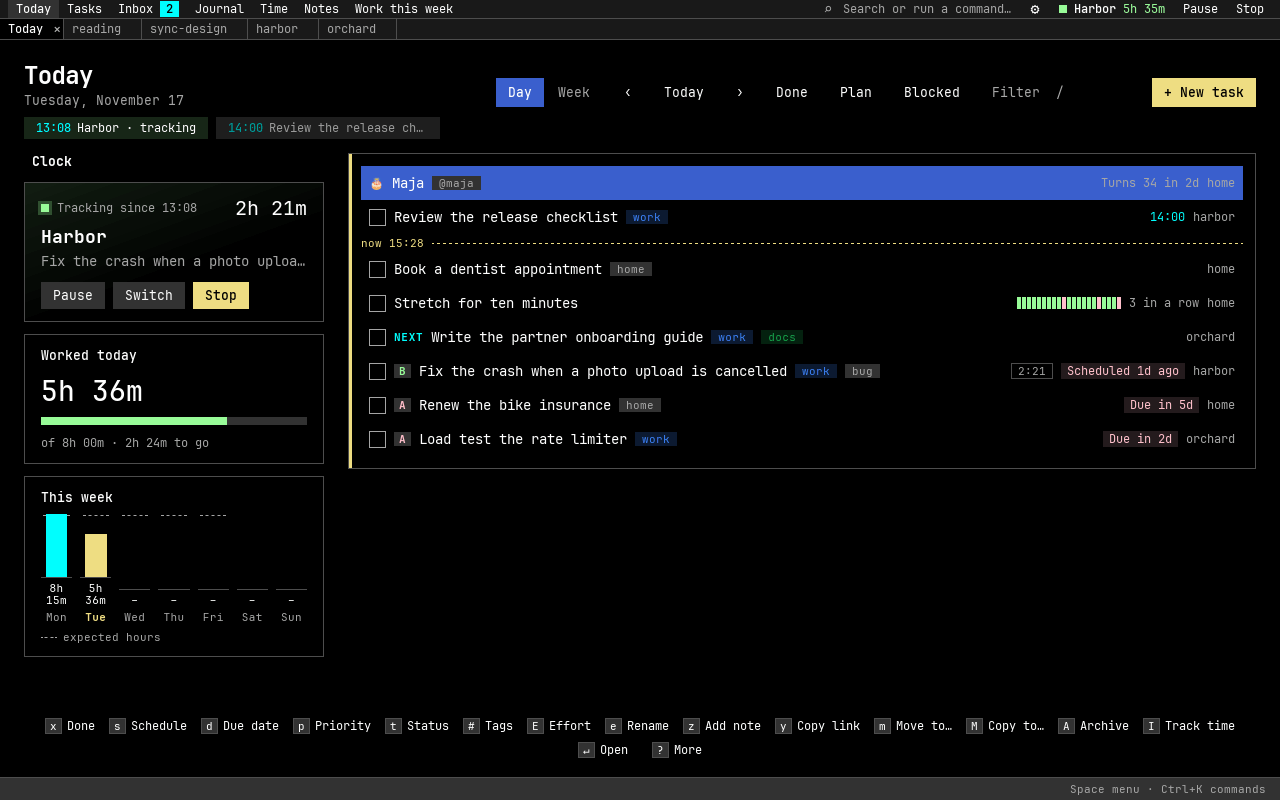 Today Tasks Inbox 2 Journal Time Notes Work this week Search or run a command… Harbor 5h 35m Pause Stop
Today × reading sync-design harbor orchard
Today
Tuesday, November 17
Day Week ‹ Today › Done Plan Blocked Filter / + New task
13:08 Harbor · tracking 14:00 Review the release ch…
Clock
Tracking since 13:08 2h 21m
Harbor
Fix the crash when a photo uploa…
Pause Switch Stop
Worked today
5h 36m
of 8h 00m · 2h 24m to go
This week
8h 15m 5h 36m – – – – –
Mon Tue Wed Thu Fri Sat Sun
expected hours
Maja @maja Turns 34 in 2d home
Review the release checklist work 14:00 harbor
now 15:28
Book a dentist appointment home home
Stretch for ten minutes 3 in a row home
NEXT Write the partner onboarding guide work docs orchard
B Fix the crash when a photo upload is cancelled work bug 2:21 Scheduled 1d ago harbor
A Renew the bike insurance home Due in 5d home
A Load test the rate limiter work Due in 2d orchard
x Done s Schedule d Due date p Priority t Status # Tags E Effort e Rename z Add note y Copy link m Move to… M Copy to… A Archive I Track time
↵ Open ? More
Space menu · Ctrl+K commands